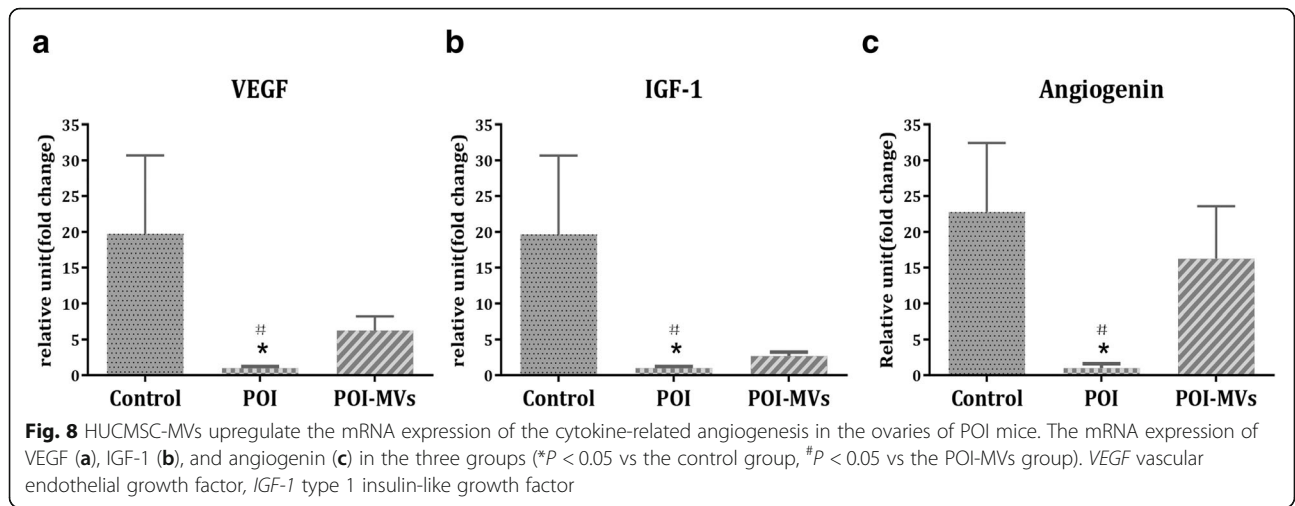 a
b
c
VEGF
IGF-1
Angiogenin
relative unit(fold change)
35
30
25
20
15
10
5
0
#
*
Control
POI
POI-MVs
relative unit(fold change)
35
30
25
20
15
10
5
0
#
*
Control
POI
POI-MVs
Relative unit(fold change)
35
30
25
20
15
10
5
0
#
*
Control
POI
POI-MVs
Fig. 8 HUCMSC-MVs upregulate the mRNA expression of the cytokine-related angiogenesis in the ovaries of POI mice. The mRNA expression of
VEGF (a), IGF-1 (b), and angiogenin (c) in the three groups (*P < 0.05 vs the control group, #P < 0.05 vs the POI-MVs group). VEGF vascular
endothelial growth factor, IGF-1 type 1 insulin-like growth factor